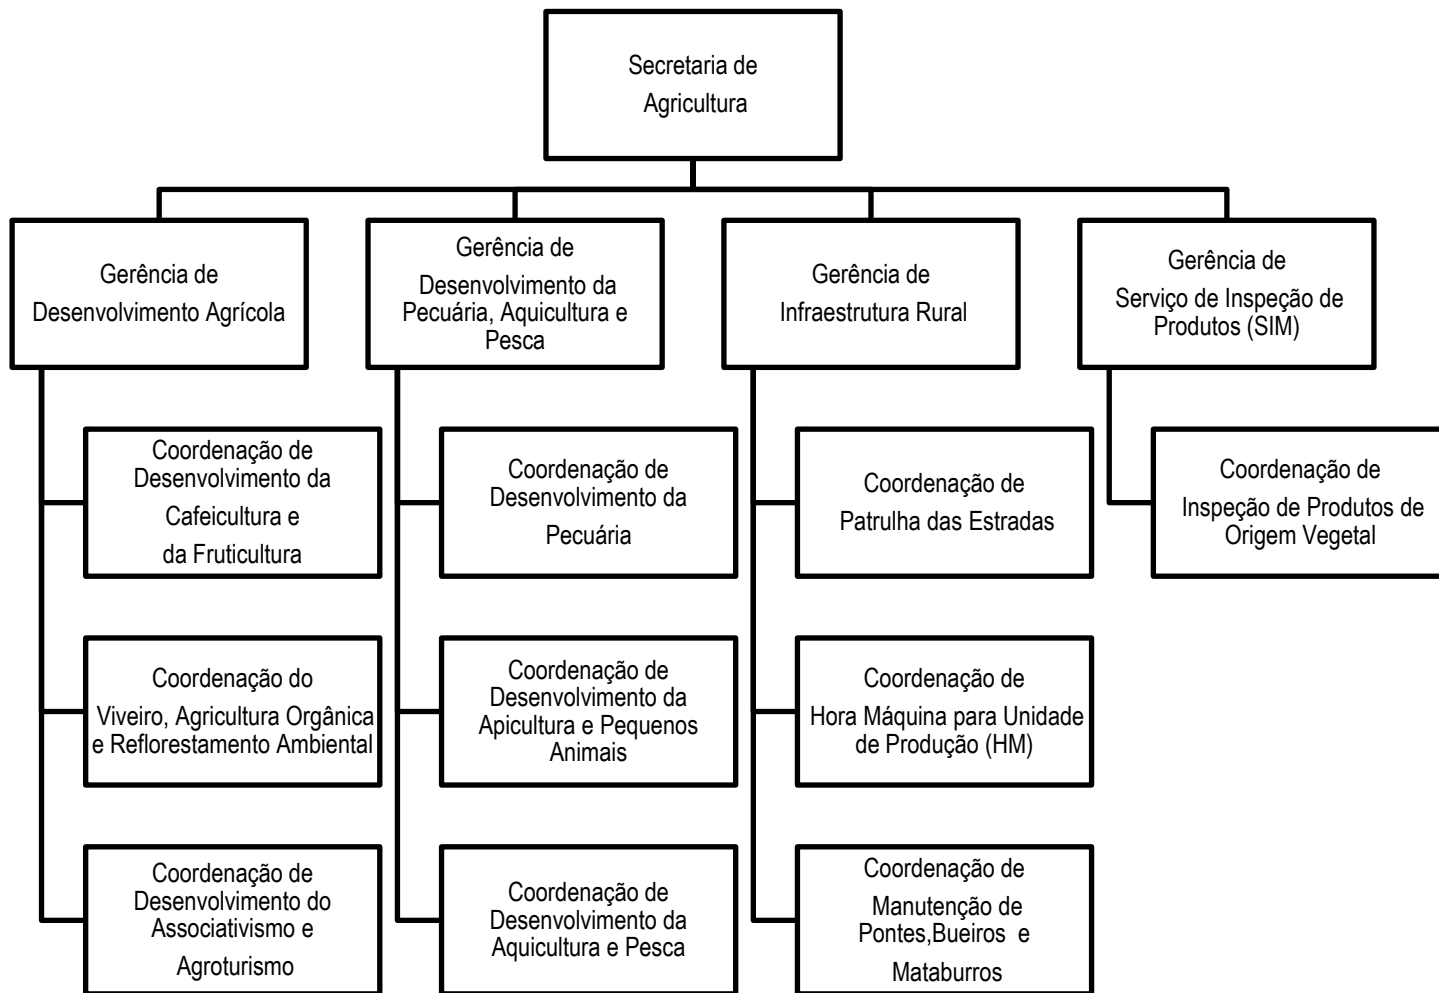 Secretaria de
Agricultura
Gerência de
Desenvolvimento Agrícola
Gerência de
Desenvolvimento da
Pecuária, Aquicultura e
Pesca
Gerência de
Infraestrutura Rural
Gerência de
Serviço de Inspeção de
Produtos (SIM)
Coordenação de
Desenvolvimento da
Cafeicultura e
da Fruticultura
Coordenação de
Desenvolvimento da
Pecuária
Coordenação de
Patrulha das Estradas
Coordenação de
Inspeção de Produtos de
Origem Vegetal
Coordenação do
Viveiro, Agricultura Orgânica
e Reflorestamento Ambiental
Coordenação de
Desenvolvimento da
Apicultura e Pequenos
Animais
Coordenação de
Hora Máquina para Unidade
de Produção (HM)
Coordenação de
Desenvolvimento do
Associativismo e
Agroturismo
Coordenação de
Desenvolvimento da
Aquicultura e Pesca
Coordenação de
Manutenção de
Pontes,Bueiros e
Mataburros